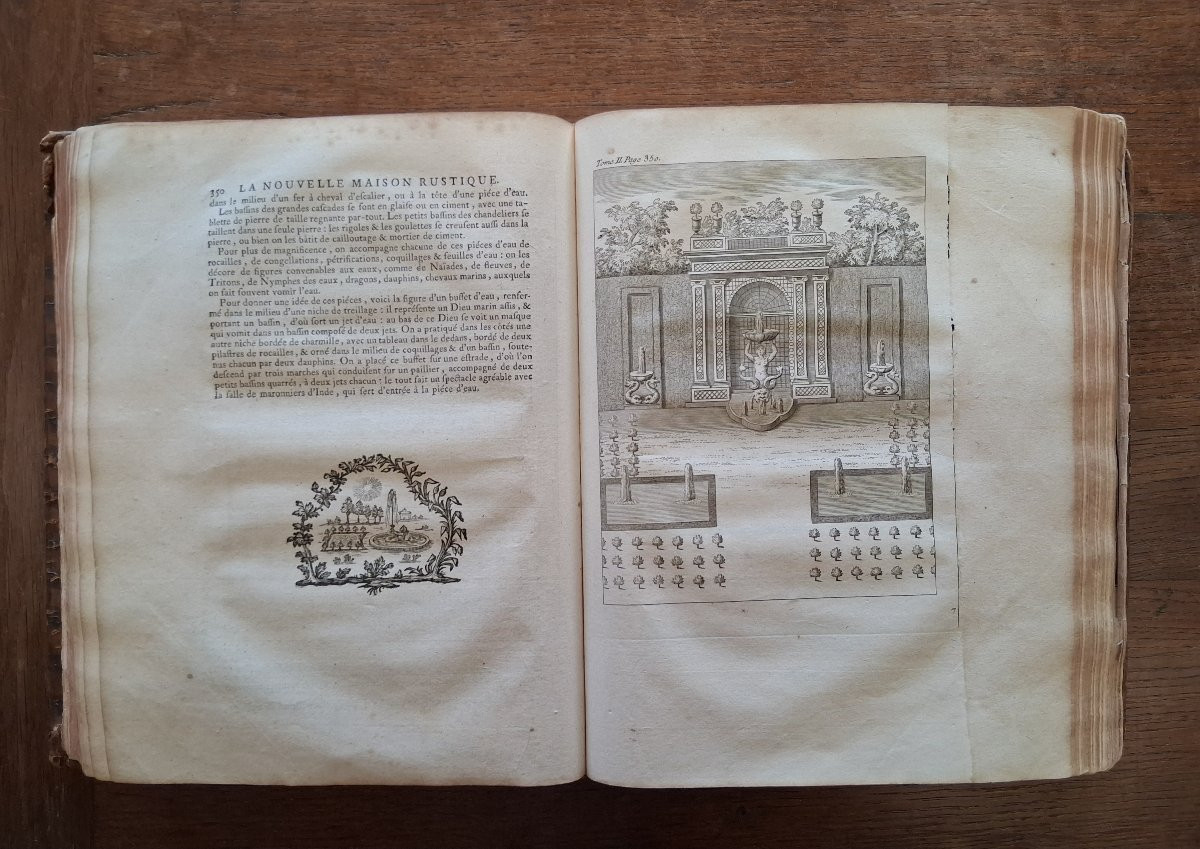 350 LA NOUVELLE MAISON RUSTIQUE.
dans le milieu d'un fer à cheval d'escalier, ou à la tête d'une piéce d'eau.
Les bassins des grandes cascades se font en glaise ou en ciment, avec une ta-
blette de pierre de taille regnante par-tout. Les petits bassins des chandeliers se
taillent dans une seule pierre : les rigoles & les goulettes se creusent aussi dans la
pierre, ou bien on les bâtit de cailloutage & mortier de ciment.
Pour plus de magnificence, on accompagne chacune de ces piéces d'eau de
rocailles, de congellations, pétrifications, coquillages & feuilles d'eau : on les
décore de figures convenables aux eaux, comme de Naïades, de fleuves, de
Tritons, de Nymphes des eaux, dragons, dauphins, chevaux marins, auxquels
on fait souvent vomir l'eau.
Pour donner une idée de ces piéces, voici la figure d'un buffet d'eau, renfer-
mé dans le milieu d'une niche de treillage : il représente un Dieu marin assis, &
portant un bassin, d'où sort un jet d'eau : au bas de ce Dieu se voit un masque
qui vomit dans un bassin composé de deux jets. On a pratiqué dans les côtés une
autre niche bordée de charmille, avec un tableau dans le dedans, bordé de deux
pilastres de rocailles, & orné dans le milieu de coquillages & d'un bassin, soute-
nus chacun par deux dauphins. On a placé ce buffet sur une estrade, d'où l'on
descend par trois marches qui conduisent sur un paillier, accompagné de deux
petits bassins quarrés, à deux jets chacun : le tout fait un spectacle agréable avec
la salle de maronniers d'Inde, qui sert d'entrée à la piéce d'eau.
Tome II. Page 350.